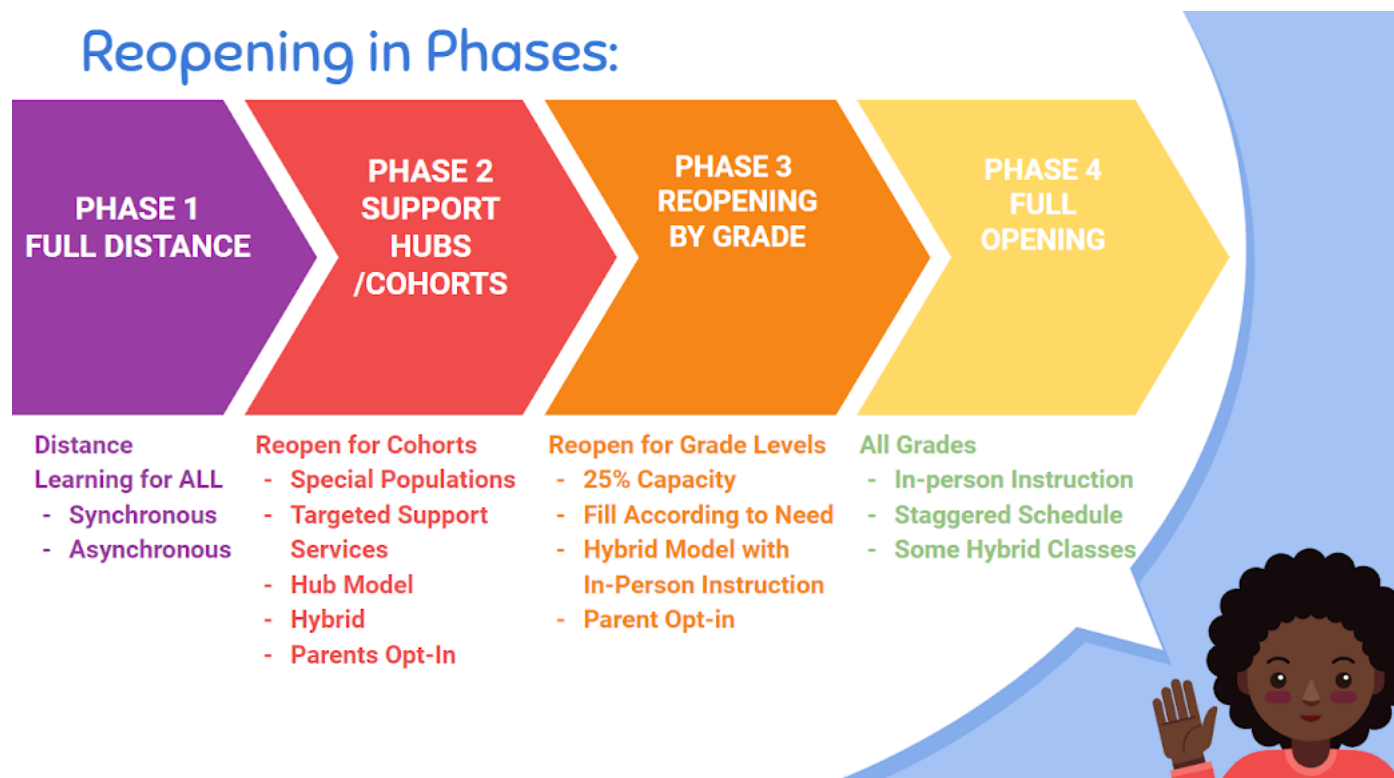 Reopening in Phases:
PHASE 1
FULL DISTANCE
PHASE 2
SUPPORT
HUBS
/COHORTS
PHASE 3
REOPENING
BY GRADE
PHASE 4
FULL
OPENING
Distance
Learning for ALL
- Synchronous
- Asynchronous
Reopen for Cohorts
- Special Populations
- Targeted Support
Services
- Hub Model
- Hybrid
- Parents Opt-In
Reopen for Grade Levels
- 25% Capacity
- Fill According to Need
- Hybrid Model with
In-Person Instruction
- Parent Opt-in
All Grades
- In-person Instruction
- Staggered Schedule
- Some Hybrid Classes